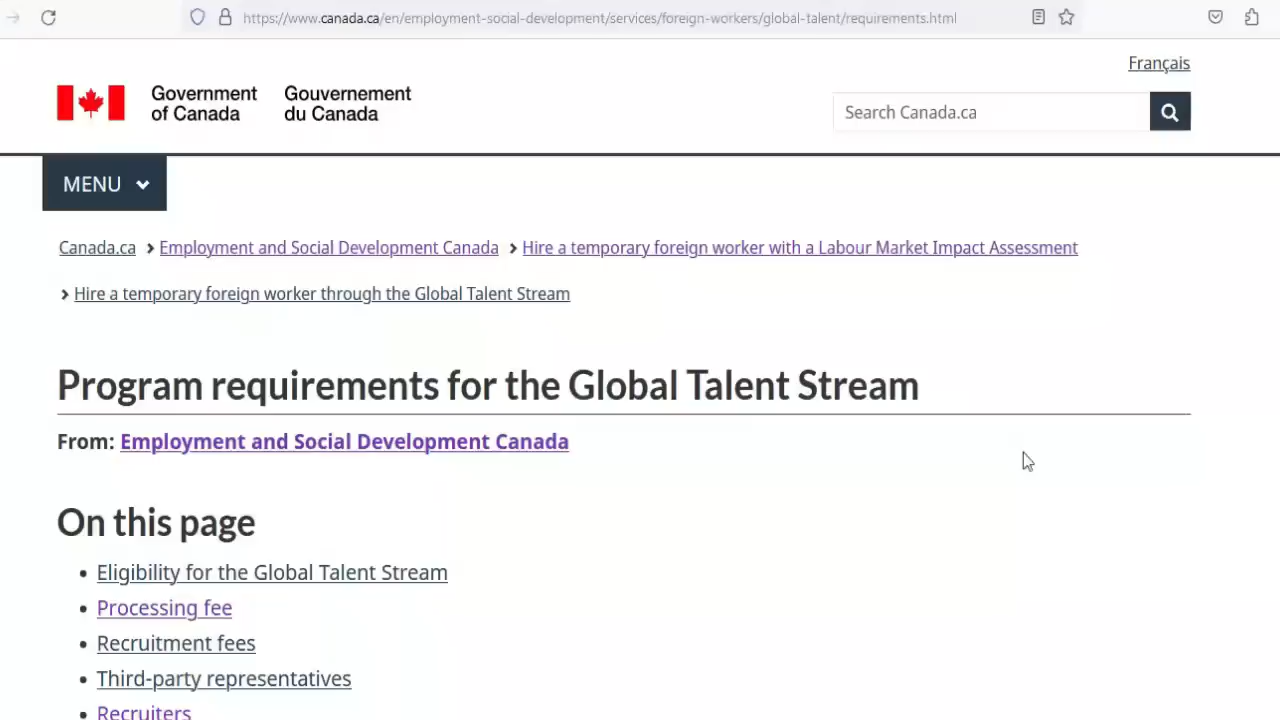 https://www.canada.ca/en/employment-social-development/services/foreign-workers/global-talent/requirements.html
Français
Government of Canada
Gouvernement du Canada
Search Canada.ca
MENU
Canada.ca > Employment and Social Development Canada > Hire a temporary foreign worker with a Labour Market Impact Assessment
> Hire a temporary foreign worker through the Global Talent Stream
Program requirements for the Global Talent Stream
From: Employment and Social Development Canada
On this page
• Eligibility for the Global Talent Stream
• Processing fee
• Recruitment fees
• Third-party representatives
• Recruiters